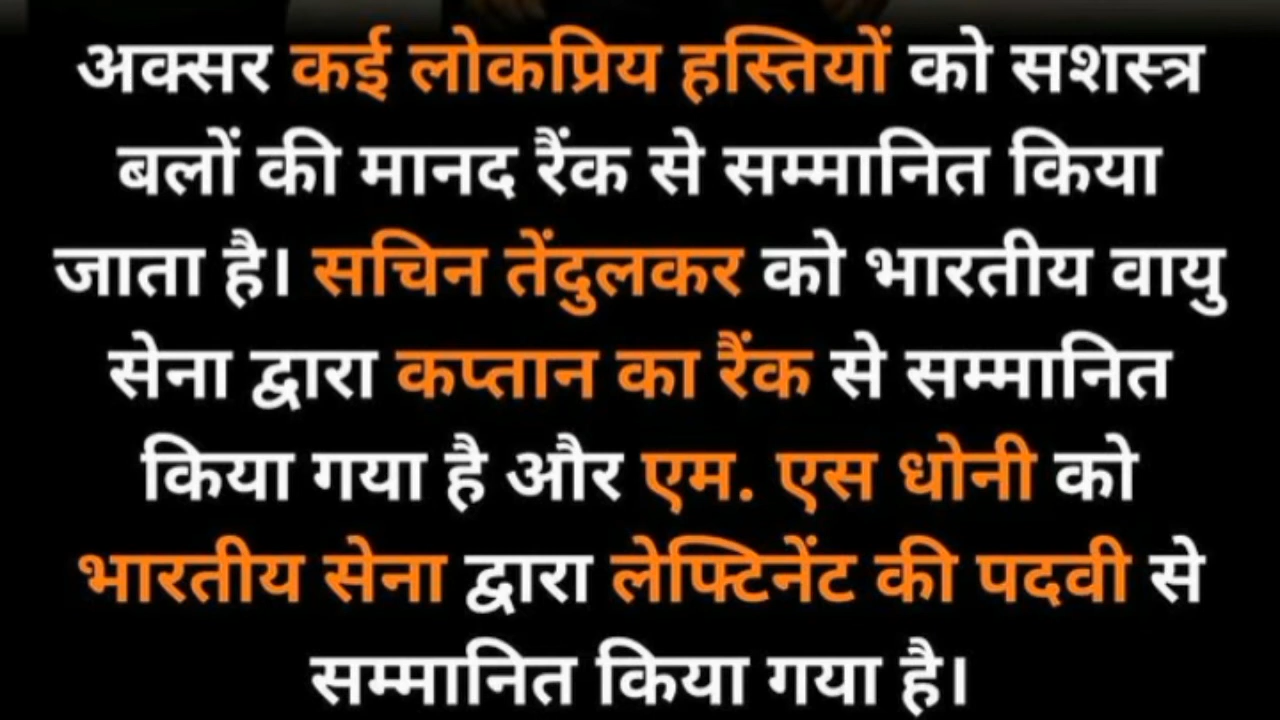 अक्सर कई लोकप्रिय हस्तियों को सशस्त्र
बलों की मानद रैंक से सम्मानित किया
जाता है। सचिन तेंदुलकर को भारतीय वायु
सेना द्वारा कप्तान का रैंक से सम्मानित
किया गया है और एम. एस धोनी को
भारतीय सेना द्वारा लेफ्टिनेंट की पदवी से
सम्मानित किया गया है।